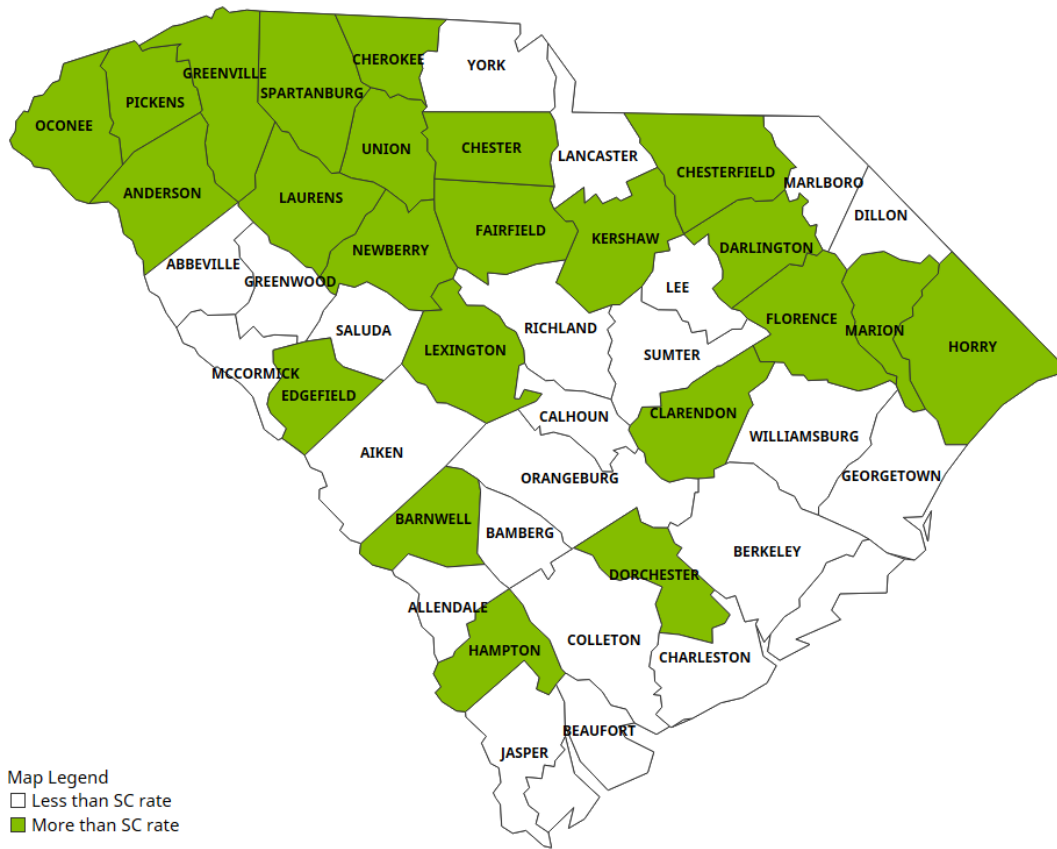 CHEROKEE
YORK
GREENVILLE
SPARTANBURG
PICKENS
OCONEE
UNION
CHESTER
LANCASTER
CHESTERFIELD
MARLBORO
ANDERSON
LAURENS
DILLON
FAIRFIELD
KERSHAW
NEWBERRY
DARLINGTON
ABBEVILLE
GREENWOOD
LEE
FLORENCE
SALUDA
RICHLAND
MARION
HORRY
LEXINGTON
SUMTER
MCCORMICK
EDGEFIELD
CALHOUN
CLARENDON
WILLIAMSBURG
AIKEN
ORANGEBURG
GEORGETOWN
BARNWELL
BAMBERG
BERKELEY
DORCHESTER
ALLENDALE
COLLETON
HAMPTON
CHARLESTON
BEAUFORT
JASPER
Map Legend
Less than SC rate
More than SC rate